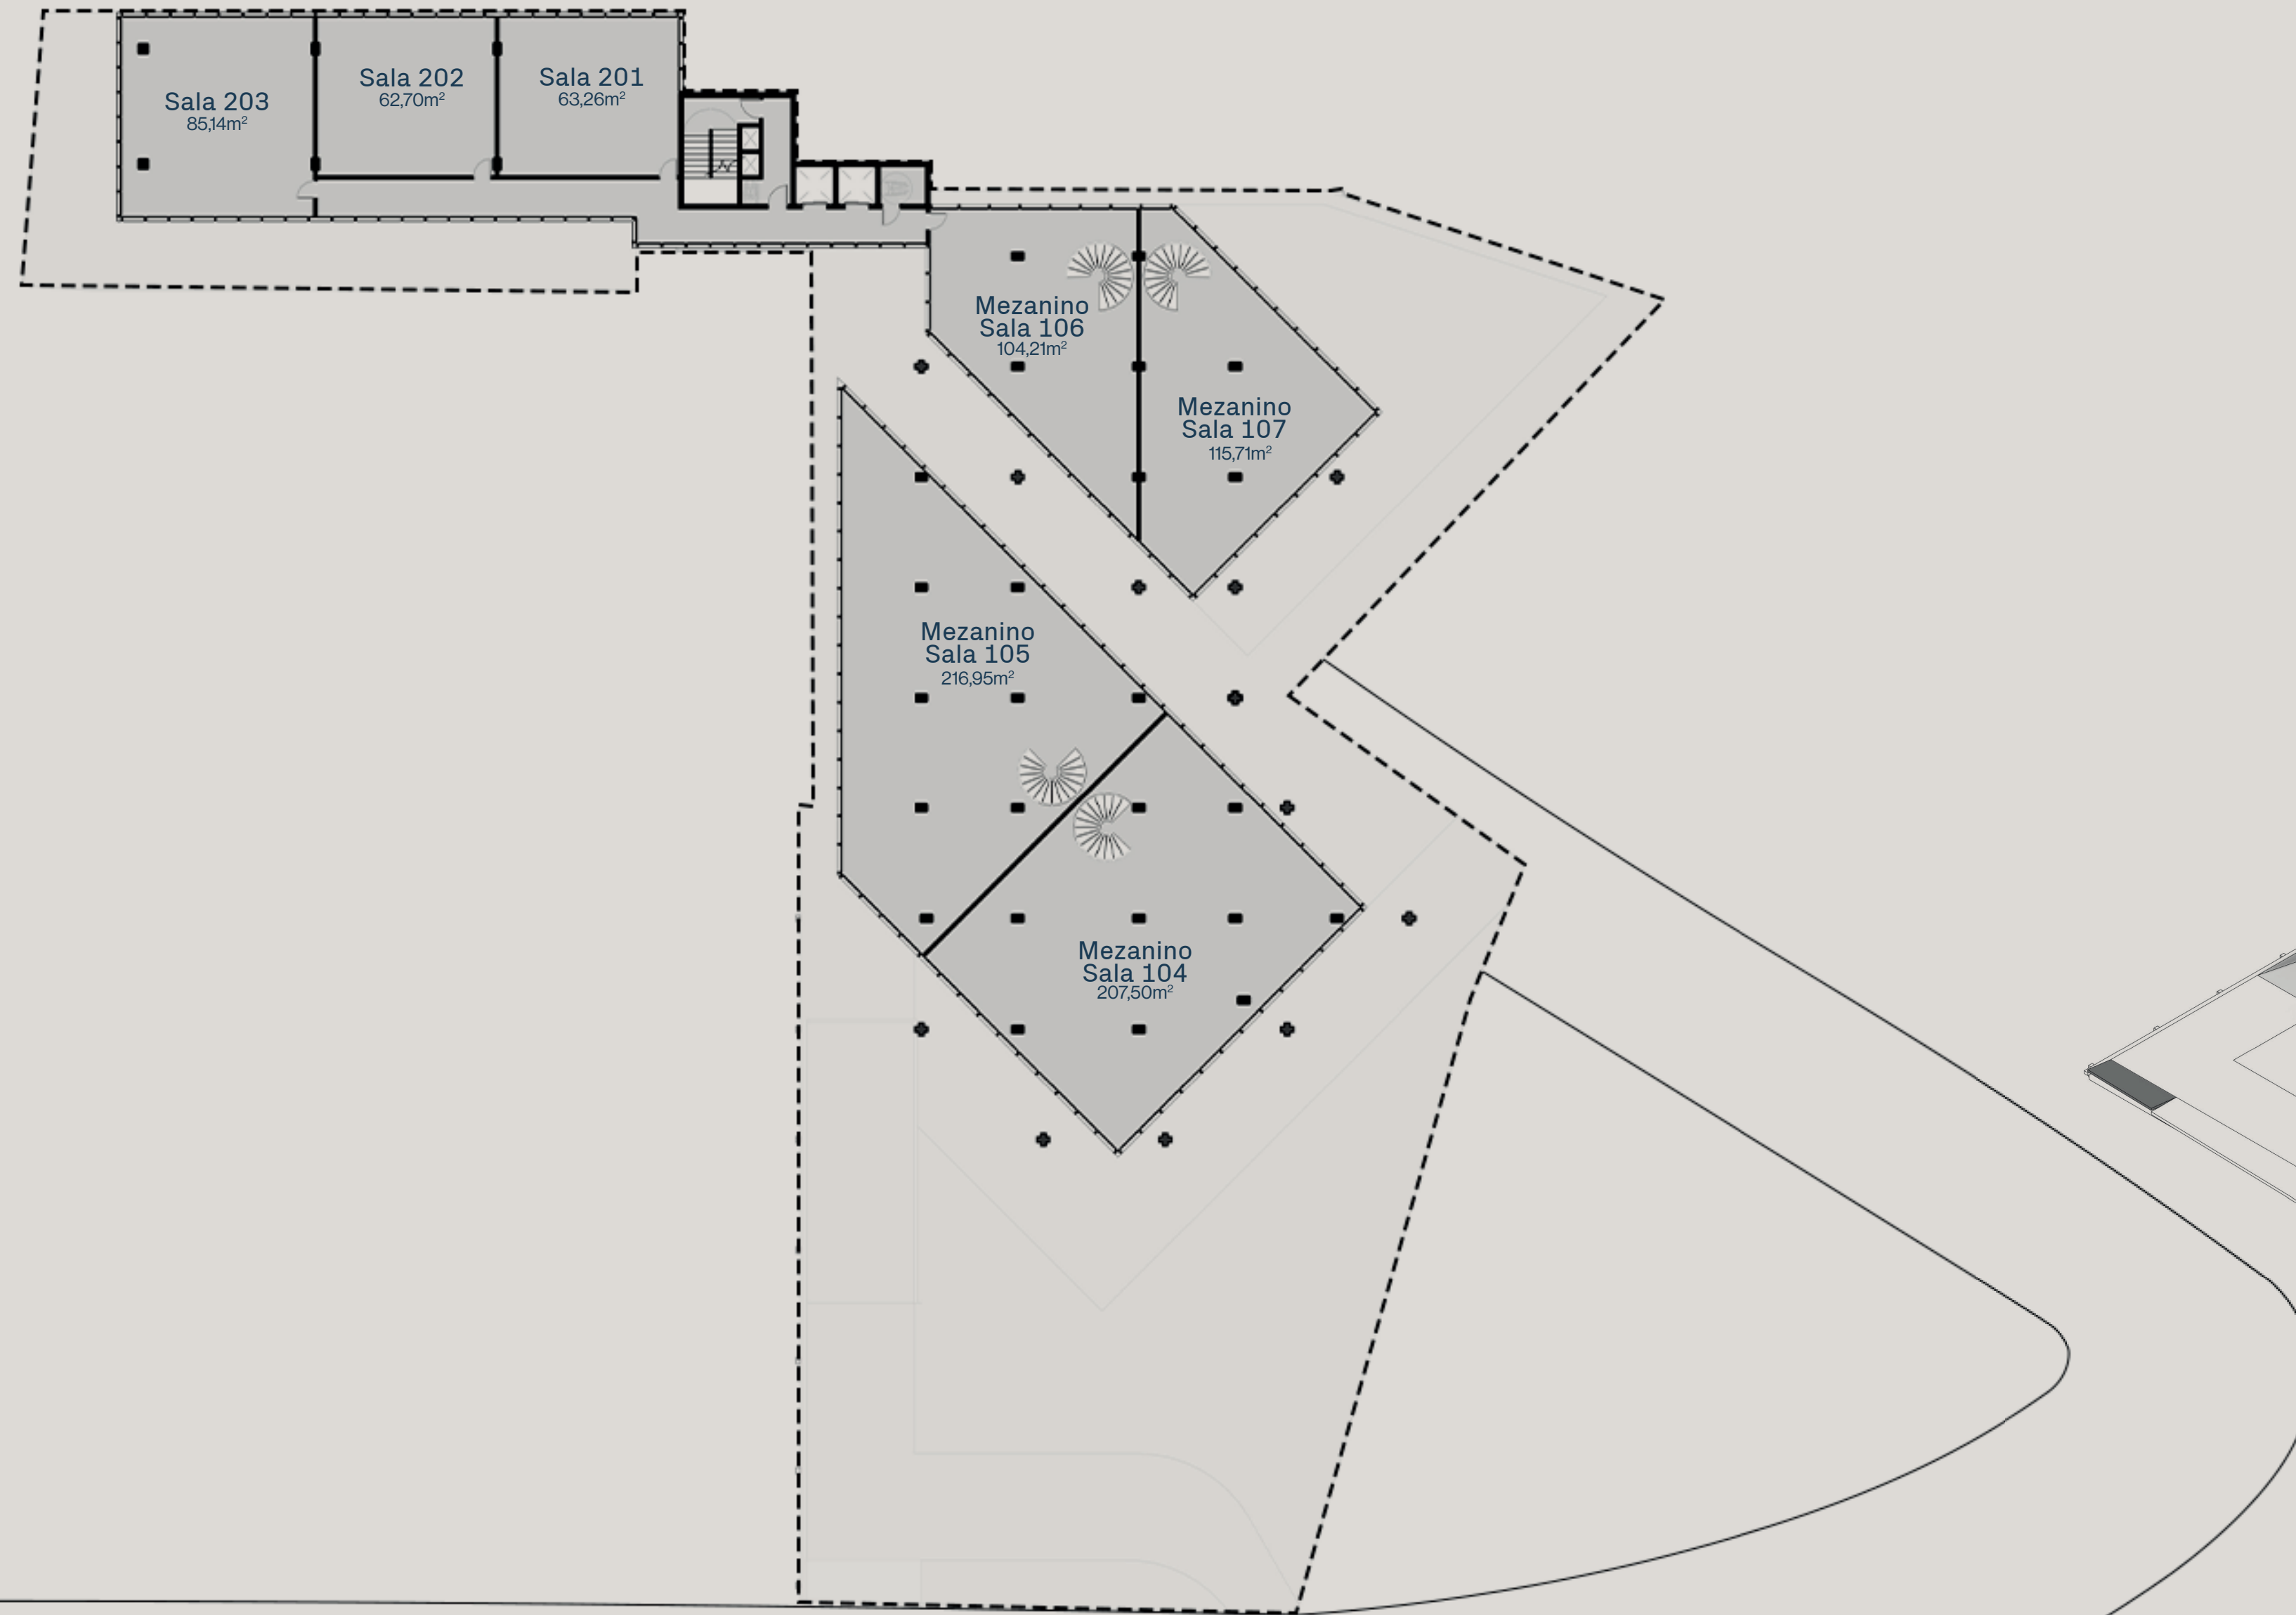 Sala 203
85,14m²
Sala 202
62,70m²
Sala 201
63,26m²
Mezanino
Sala 106
104,21m²
Mezanino
Sala 107
115,71m²
Mezanino
Sala 105
216,95m²
Mezanino
Sala 104
207,50m²